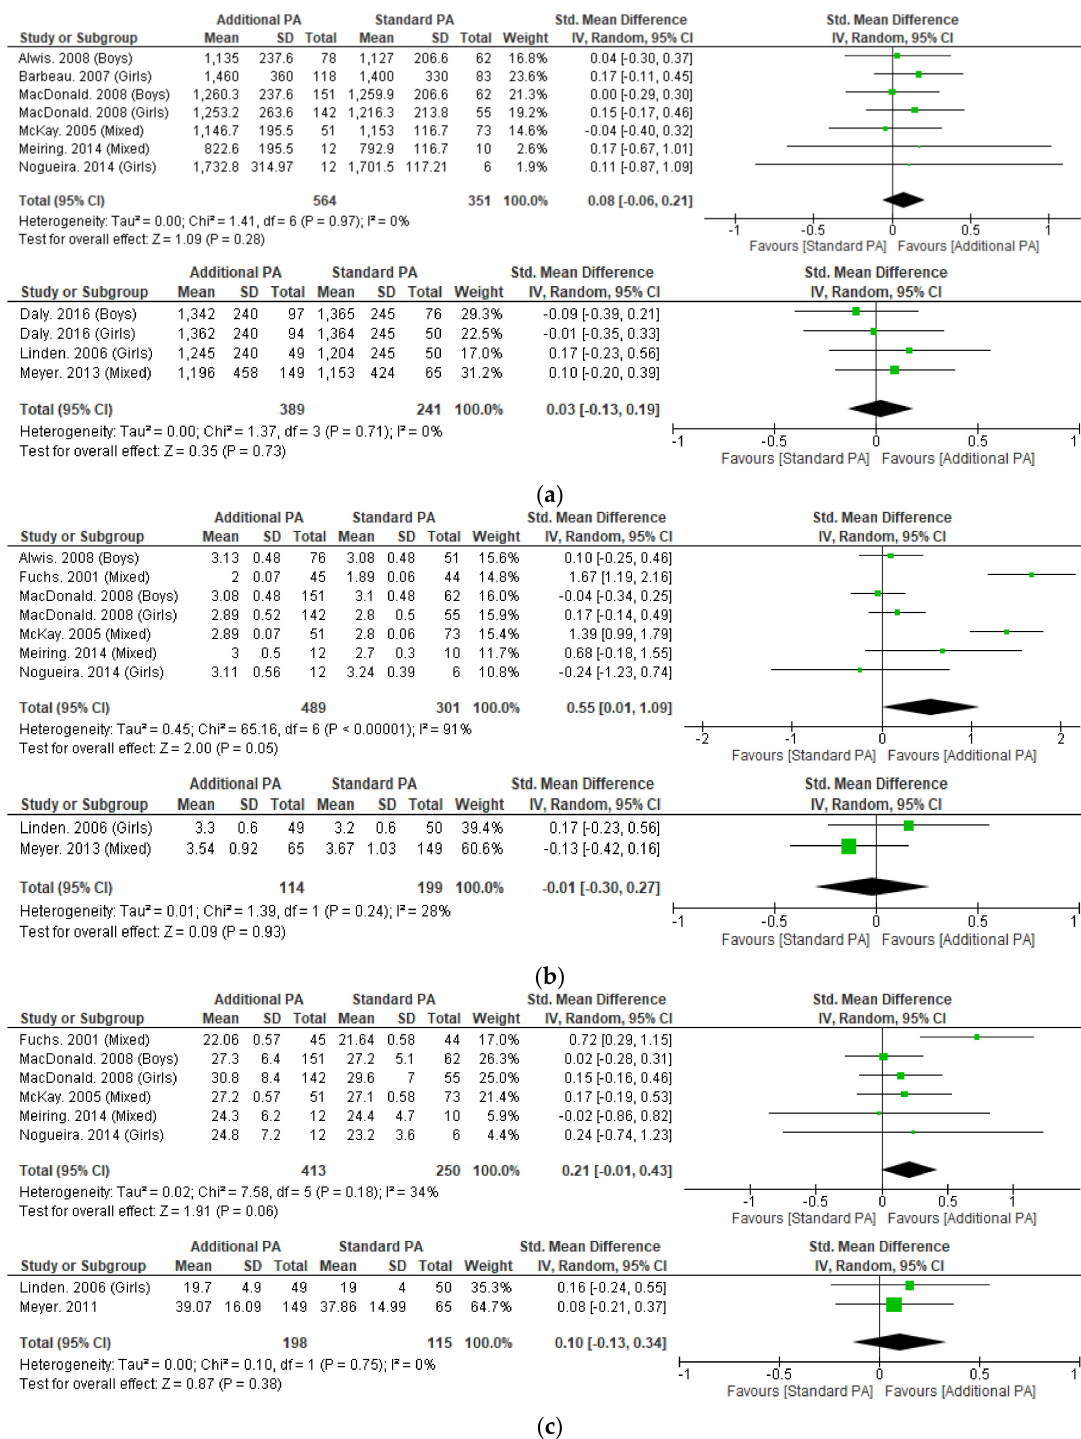 Additional PA Standard PA Std. Mean Difference Std. Mean Difference
Study or Subgroup Mean SD Total Mean SD Total Weight IV, Random, 95% CI IV, Random, 95% CI
Alwis. 2008 (Boys) 1,135 237.6 78 1,127 206.6 62 16.8% 0.04 [-0.30, 0.37]
Barbeau. 2007 (Girls) 1,460 360 118 1,400 330 83 23.6% 0.17 [-0.11, 0.45]
MacDonald. 2008 (Boys) 1,260.3 237.6 151 1,259.9 206.6 62 21.3% 0.00 [-0.29, 0.30]
MacDonald. 2008 (Girls) 1,253.2 263.6 142 1,216.3 213.8 55 19.2% 0.15 [-0.17, 0.46]
McKay. 2005 (Mixed) 1,146.7 195.5 51 1,153 116.7 73 14.6% -0.04 [-0.40, 0.32]
Meiring. 2014 (Mixed) 822.6 195.5 12 792.9 116.7 10 2.6% 0.17 [-0.67, 1.01]
Nogueira. 2014 (Girls) 1,732.8 314.97 12 1,701.5 117.21 6 1.9% 0.11 [-0.87, 1.09]
Total (95% CI) 564 351 100.0% 0.08 [-0.06, 0.21]
Heterogeneity: Tau² = 0.00; Chi² = 1.41, df = 6 (P = 0.97); I² = 0%
Test for overall effect: Z = 1.09 (P = 0.28)
-1 -0.5 0 0.5 1
Favours [Standard PA] Favours [Additional PA]
Additional PA Standard PA Std. Mean Difference Std. Mean Difference
Study or Subgroup Mean SD Total Mean SD Total Weight IV, Random, 95% CI IV, Random, 95% CI
Daly. 2016 (Boys) 1,342 240 97 1,365 245 76 29.3% -0.09 [-0.39, 0.21]
Daly. 2016 (Girls) 1,362 240 94 1,364 245 50 22.5% -0.01 [-0.35, 0.33]
Linden. 2006 (Girls) 1,245 240 49 1,204 245 50 17.0% 0.17 [-0.23, 0.56]
Meyer. 2013 (Mixed) 1,196 458 149 1,153 424 65 31.2% 0.10 [-0.20, 0.39]
Total (95% CI) 389 241 100.0% 0.03 [-0.13, 0.19]
Heterogeneity: Tau² = 0.00; Chi² = 1.37, df = 3 (P = 0.71); I² = 0%
Test for overall effect: Z = 0.35 (P = 0.73)
-1 -0.5 0 0.5 1
Favours [Standard PA] Favours [Additional PA]
(a)
Additional PA Standard PA Std. Mean Difference Std. Mean Difference
Study or Subgroup Mean SD Total Mean SD Total Weight IV, Random, 95% CI IV, Random, 95% CI
Alwis. 2008 (Boys) 3.13 0.48 76 3.08 0.48 51 15.6% 0.10 [-0.25, 0.46]
Fuchs. 2001 (Mixed) 2 0.07 45 1.89 0.06 44 14.8% 1.67 [1.19, 2.16]
MacDonald. 2008 (Boys) 3.08 0.48 151 3.1 0.48 62 16.0% -0.04 [-0.34, 0.25]
MacDonald. 2008 (Girls) 2.89 0.52 142 2.8 0.5 55 15.9% 0.17 [-0.14, 0.49]
McKay. 2005 (Mixed) 2.89 0.07 51 2.8 0.06 73 15.4% 1.39 [0.99, 1.79]
Meiring. 2014 (Mixed) 3 0.5 12 2.7 0.3 10 11.7% 0.68 [-0.18, 1.55]
Nogueira. 2014 (Girls) 3.11 0.56 12 3.24 0.39 6 10.8% -0.24 [-1.23, 0.74]
Total (95% CI) 489 301 100.0% 0.55 [0.01, 1.09]
Heterogeneity: Tau² = 0.45; Chi² = 65.16, df = 6 (P < 0.00001); I² = 91%
Test for overall effect: Z = 2.00 (P = 0.05)
-2 -1 0 1 2
Favours [Standard PA] Favours [Additional PA]
Additional PA Standard PA Std. Mean Difference Std. Mean Difference
Study or Subgroup Mean SD Total Mean SD Total Weight IV, Random, 95% CI IV, Random, 95% CI
Linden. 2006 (Girls) 3.3 0.6 49 3.2 0.6 50 39.4% 0.17 [-0.23, 0.56]
Meyer. 2013 (Mixed) 3.54 0.92 65 3.67 1.03 149 60.6% -0.13 [-0.42, 0.16]
Total (95% CI) 114 199 100.0% -0.01 [-0.30, 0.27]
Heterogeneity: Tau² = 0.01; Chi² = 1.39, df = 1 (P = 0.24); I² = 28%
Test for overall effect: Z = 0.09 (P = 0.93)
-1 -0.5 0 0.5 1
Favours [Standard PA] Favours [Additional PA]
(b)
Additional PA Standard PA Std. Mean Difference Std. Mean Difference
Study or Subgroup Mean SD Total Mean SD Total Weight IV, Random, 95% CI IV, Random, 95% CI
Fuchs. 2001 (Mixed) 22.06 0.57 45 21.64 0.58 44 17.0% 0.72 [0.29, 1.15]
MacDonald. 2008 (Boys) 27.3 6.4 151 27.2 5.1 62 26.3% 0.02 [-0.28, 0.31]
MacDonald. 2008 (Girls) 30.8 8.4 142 29.6 7 55 25.0% 0.15 [-0.16, 0.46]
McKay. 2005 (Mixed) 27.2 0.57 51 27.1 0.58 73 21.4% 0.17 [-0.19, 0.53]
Meiring. 2014 (Mixed) 24.3 6.2 12 24.4 4.7 10 5.9% -0.02 [-0.86, 0.82]
Nogueira. 2014 (Girls) 24.8 7.2 12 23.2 3.6 6 4.4% 0.24 [-0.74, 1.23]
Total (95% CI) 413 250 100.0% 0.21 [-0.01, 0.43]
Heterogeneity: Tau² = 0.02; Chi² = 7.58, df = 5 (P = 0.18); I² = 34%
Test for overall effect: Z = 1.91 (P = 0.06)
-1 -0.5 0 0.5 1
Favours [Standard PA] Favours [Additional PA]
Additional PA Standard PA Std. Mean Difference Std. Mean Difference
Study or Subgroup Mean SD Total Mean SD Total Weight IV, Random, 95% CI IV, Random, 95% CI
Linden. 2006 (Girls) 19.7 4.9 49 19 4 50 35.3% 0.16 [-0.24, 0.55]
Meyer. 2011 39.07 16.09 149 37.86 14.99 65 64.7% 0.08 [-0.21, 0.37]
Total (95% CI) 198 115 100.0% 0.10 [-0.13, 0.34]
Heterogeneity: Tau² = 0.00; Chi² = 0.10, df = 1 (P = 0.75); I² = 0%
Test for overall effect: Z = 0.87 (P = 0.38)
-1 -0.5 0 0.5 1
Favours [Standard PA] Favours [Additional PA]
(c)